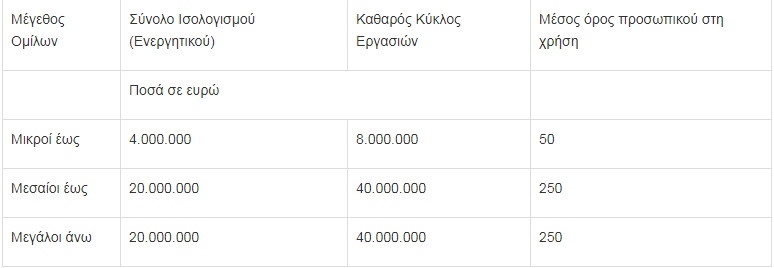 Μέγεθος Ομίλων
Σύνολο Ισολογισμού (Ενεργητικού)
Καθαρός Κύκλος Εργασιών
Μέσος όρος προσωπικού στη χρήση
Ποσά σε ευρώ
Μικροί έως 4.000.000 8.000.000 50
Μεσαίοι έως 20.000.000 40.000.000 250
Μεγάλοι άνω 20.000.000 40.000.000 250